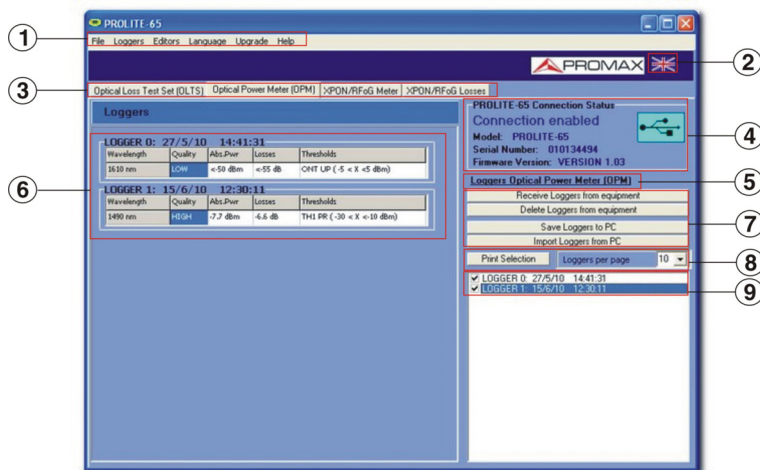 PROLITE-65
1
File Loggers Editors Language Upgrade Help
PROMAX
2
3
Optical Loss Test Set (OLTS) Optical Power Meter (OPM) XPON/RFoG Meter XPON/RFoG Losses
Loggers
6
LOGGER 0: 27/5/10 14:41:31
Wavelength Quality Abs.Pwr Losses Thresholds
1610 nm LOW <-50 dBm <-55 dB ONT UP ( -5 < X <5 dBm)
LOGGER 1: 15/6/10 12:30:11
Wavelength Quality Abs.Pwr Losses Thresholds
1490 nm HIGH -7.7 dBm -6.6 dB TH1 PR ( -30 < X <-10 dBm)
PROLITE-65 Connection Status
Connection enabled
Model: PROLITE-65
Serial Number: 010134494
Firmware Version: VERSION 1.03
4
Loggers Optical Power Meter (OPM)
5
Receive Loggers from equipment
Delete Loggers from equipment
Save Loggers to PC
Import Loggers from PC
7
Print Selection Loggers per page 10
8
LOGGER 0: 27/5/10 14:41:31
LOGGER 1: 15/6/10 12:30:11
9